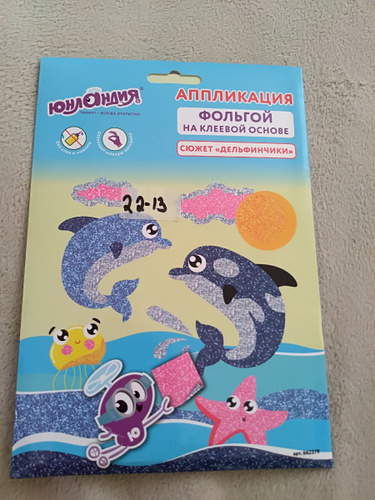 ЮНЛАНДИЯ
АППЛИКАЦИЯ
ФОЛЬГОЙ
НА КЛЕЕВОЙ ОСНОВЕ
СЮЖЕТ «ДЕЛЬФИНЧИКИ»
22-13